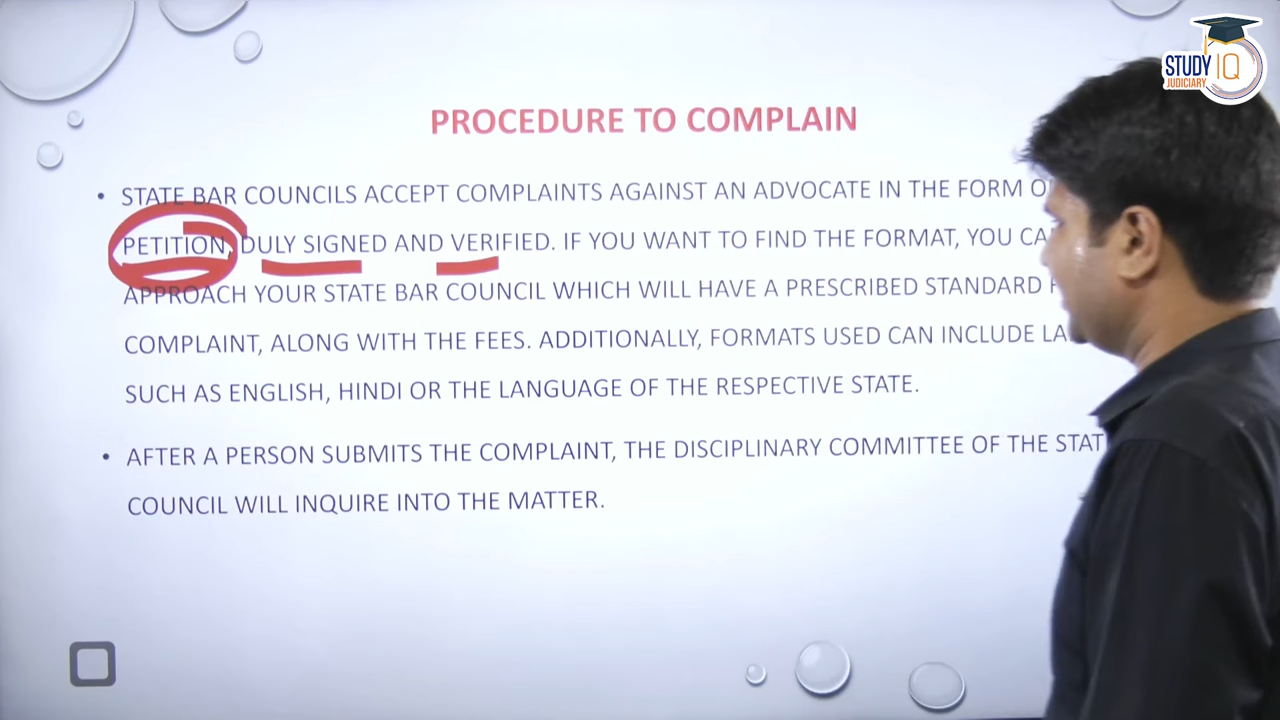 STUDY IQ
JUDICIARY
PROCEDURE TO COMPLAIN
• STATE BAR COUNCILS ACCEPT COMPLAINTS AGAINST AN ADVOCATE IN THE FORM
PETITION, DULY SIGNED AND VERIFIED. IF YOU WANT TO FIND THE FORMAT, YOU
APPROACH YOUR STATE BAR COUNCIL WHICH WILL HAVE A PRESCRIBED STANDARD
COMPLAINT, ALONG WITH THE FEES. ADDITIONALLY, FORMATS USED CAN INCLUDE
SUCH AS ENGLISH, HINDI OR THE LANGUAGE OF THE RESPECTIVE STATE.
• AFTER A PERSON SUBMITS THE COMPLAINT, THE DISCIPLINARY COMMITTEE OF THE
COUNCIL WILL INQUIRE INTO THE MATTER.